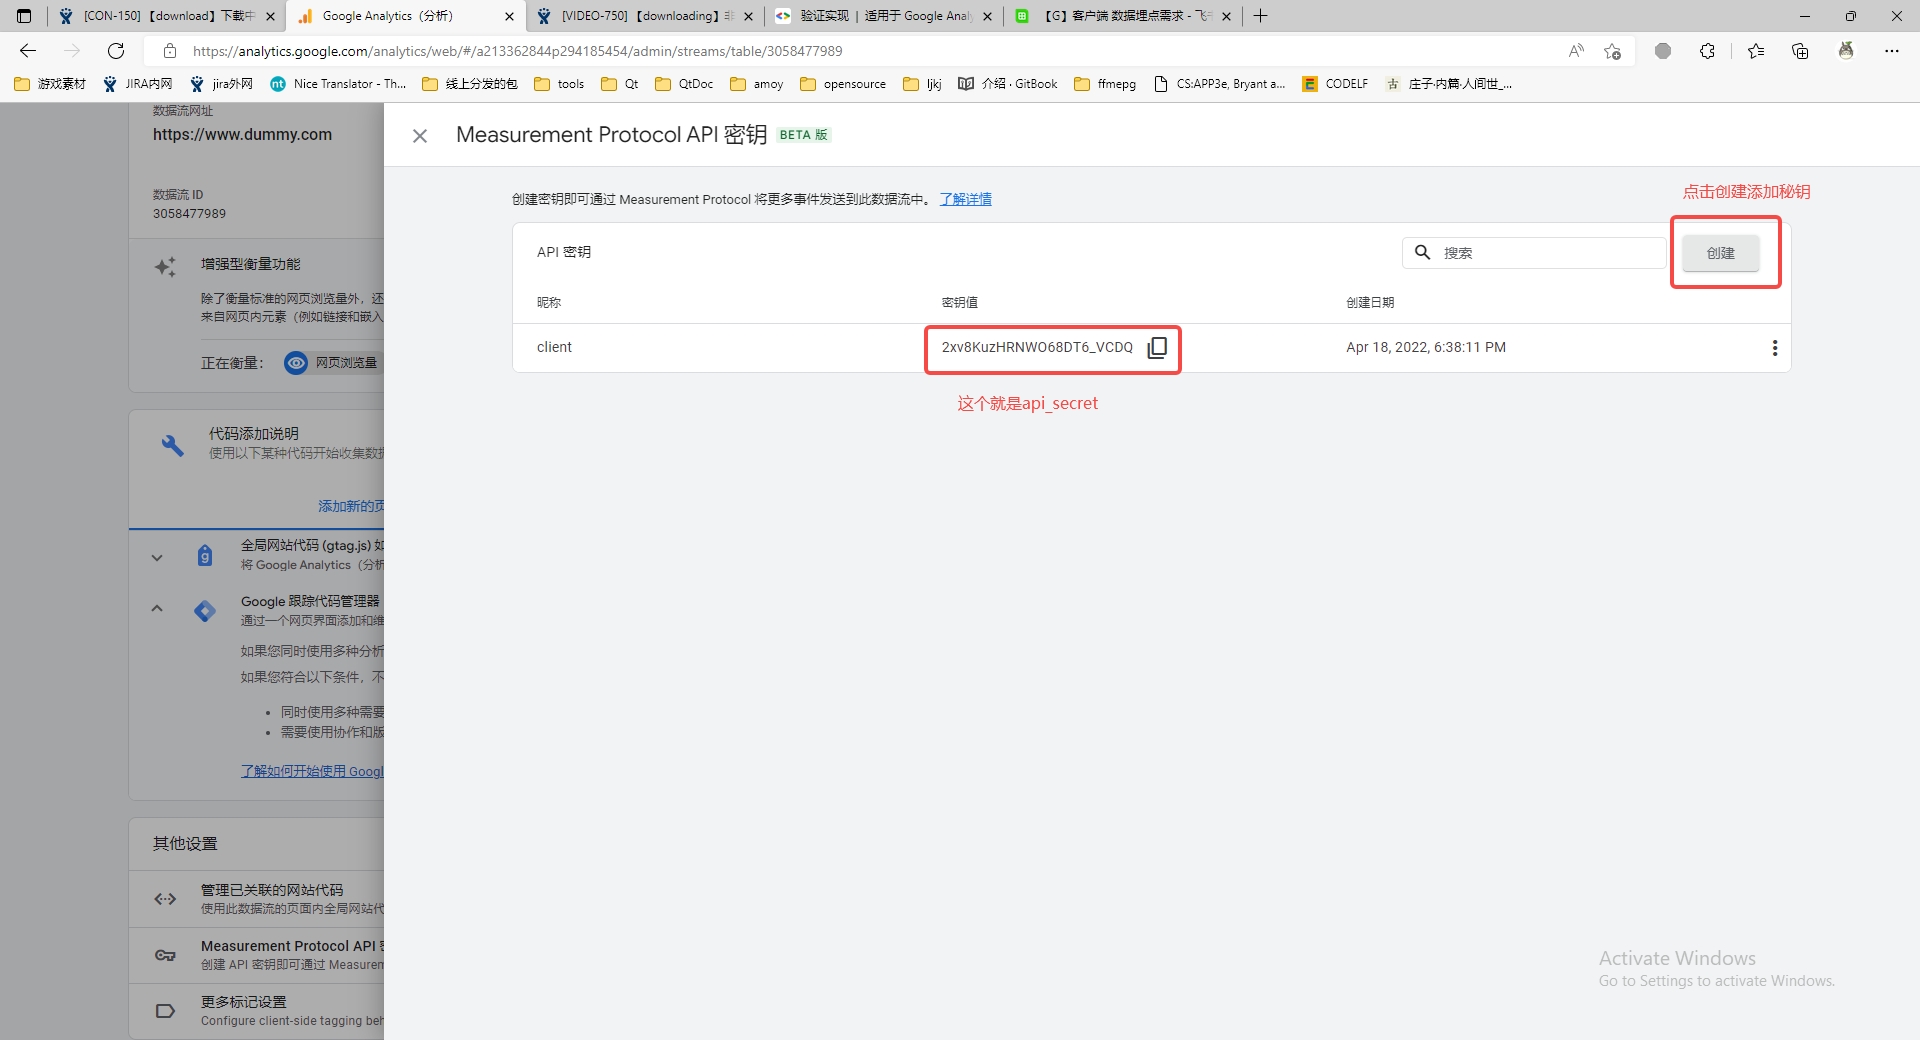 [CON-150]【download】下载中
Google Analytics（分析）
[VIDEO-750]【downloading】非
验证实现 | 适用于 Google Anal
【G】客户端 数据埋点需求 - 飞书
https://analytics.google.com/analytics/web/#/a213362844p294185454/admin/streams/table/3058477989
游戏素材
JIRA内网
jira外网
nt
Nice Translator - Th...
线上分发的包
tools
Qt
QtDoc
amoy
opensource
ljkj
介绍 · GitBook
ffmepg
CS:APP3e, Bryant a...
CODELF
古
庄子·内篇·人间世_...
数据流网址
https://www.dummy.com
数据流 ID
3058477989
增强型衡量功能
除了衡量标准的网页浏览量外，还
来自网页内元素（例如链接和嵌入
正在衡量：
网页浏览量
代码添加说明
使用以下某种代码开始收集数据
添加新的页
全局网站代码 (gtag.js) 如
将 Google Analytics（分析
Google 跟踪代码管理器
通过一个网页界面添加和维
如果您同时使用多种分析
如果您符合以下条件，不
• 同时使用多种需要
• 需要使用协作和版
了解如何开始使用 Googl
其他设置
管理已关联的网站代码
使用此数据流的页面内全局网站代
Measurement Protocol API 密
创建 API 密钥即可通过 Measurem
更多标记设置
Configure client-side tagging beh
Measurement Protocol API 密钥 BETA 版
创建密钥即可通过 Measurement Protocol 将更多事件发送到此数据流中。 了解详情
点击创建添加秘钥
API 密钥
搜索
创建
昵称
密钥值
创建日期
client
2xv8KuzHRNWO68DT6_VCDQ
Apr 18, 2022, 6:38:11 PM
这个就是api_secret
Activate Windows
Go to Settings to activate Windows.